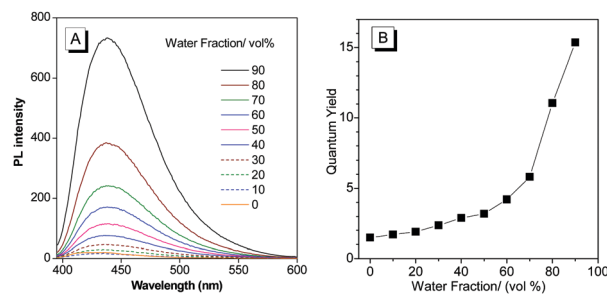 A
Water Fraction/ vol%
90
80
70
60
50
40
30
20
10
0
800
600
400
200
0
400 450 500 550 600
PL intensity
Wavelength (nm)
B
15
10
5
0
0 20 40 60 80 100
Quantum Yield
Water Fraction/ (vol %)